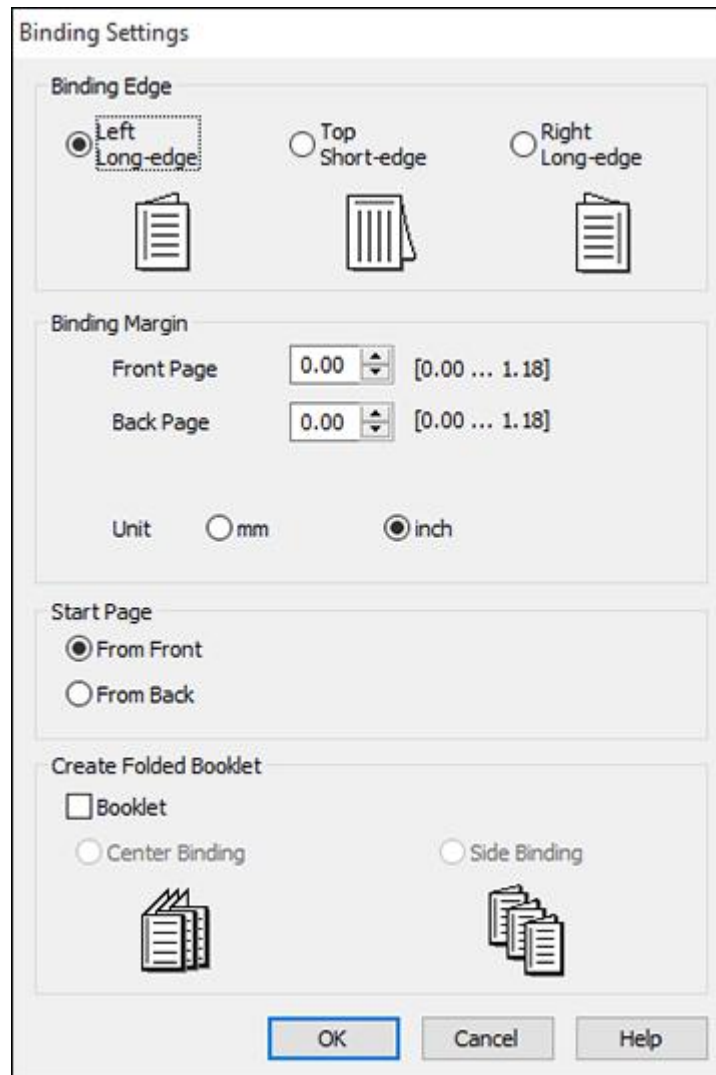 Binding Settings
Binding Edge
Left
Long-edge
Top
Short-edge
Right
Long-edge
Binding Margin
Front Page 0.00 [0.00 ... 1.18]
Back Page 0.00 [0.00 ... 1.18]
Unit mm inch
Start Page
From Front
From Back
Create Folded Booklet
Booklet
Center Binding Side Binding
OK Cancel Help